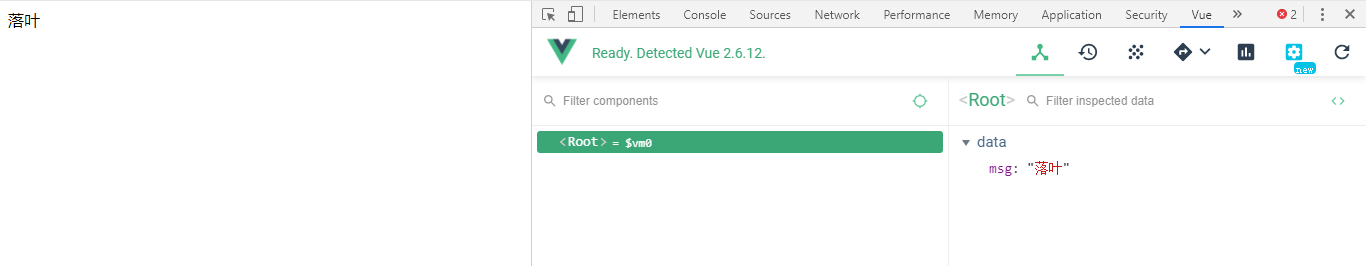 落叶
Elements Console Sources Network Performance Memory Application Security Vue » 2
Ready. Detected Vue 2.6.12.
new
Filter components
<Root> = $vm0
<Root> Filter inspected data
data
msg: "落叶"